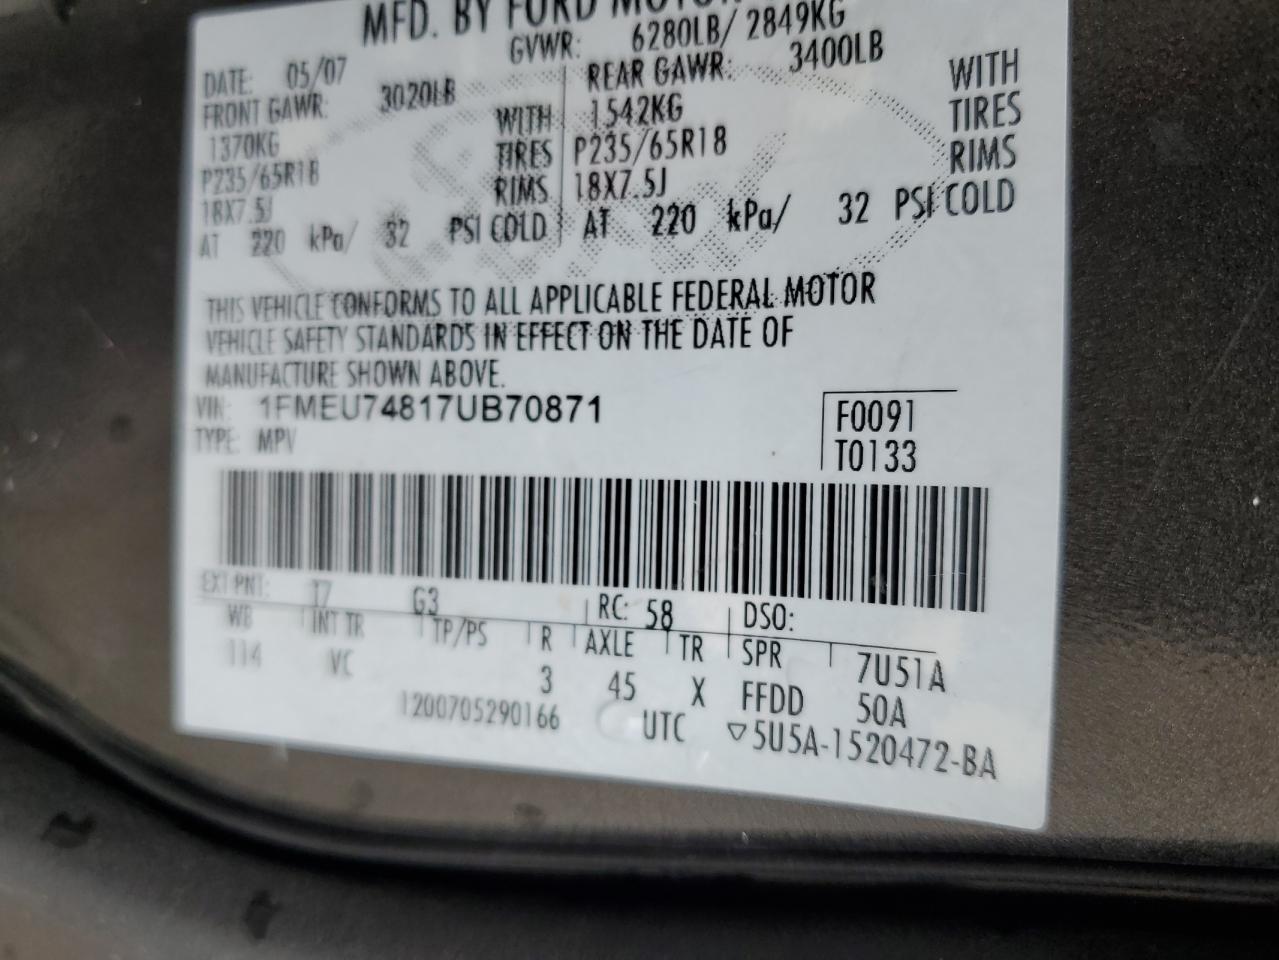 MFD. BY FORD MOTOR
GVWR: 6280LB/ 2849KG
DATE: 05/07
FRONT GAWR: 3020LB
1370KG WITH
P235/65R18 TIRES
18X7.5J RIMS
AT 220 kPa/ 32 PSI COLD
REAR GAWR: 3400LB
1542KG WITH
P235/65R18 TIRES
18X7.5J RIMS
AT 220 kPa/ 32 PSI COLD
THIS VEHICLE CONFORMS TO ALL APPLICABLE FEDERAL MOTOR
VEHICLE SAFETY STANDARDS IN EFFECT ON THE DATE OF
MANUFACTURE SHOWN ABOVE.
VIN: 1FMEU74817UB70871
TYPE: MPV
F0091
T0133
EXT PNT: T7 G3 RC: 58 DSO:
WB INT TR TP/PS R AXLE TR SPR 7U51A
114 VC 3 45 X FFDD 50A
1200705290166 UTC ▽5U5A-1520472-BA